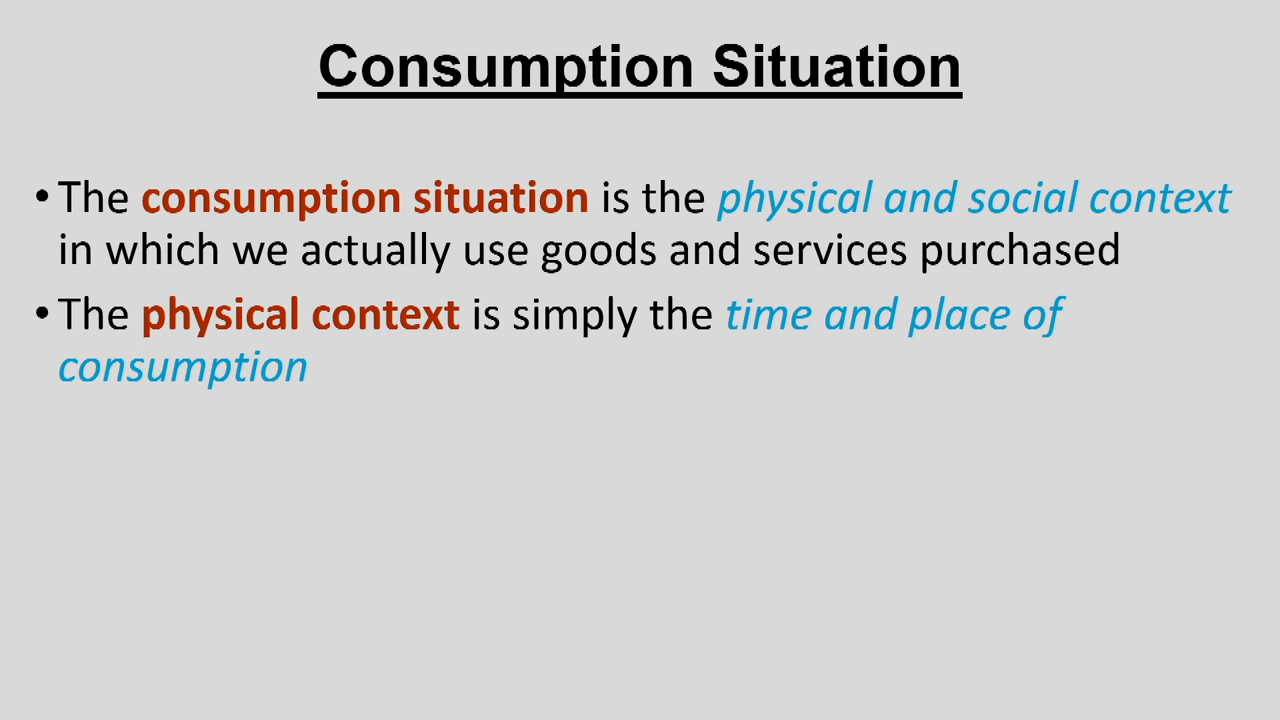 Consumption Situation
• The consumption situation is the physical and social context
in which we actually use goods and services purchased
• The physical context is simply the time and place of
consumption